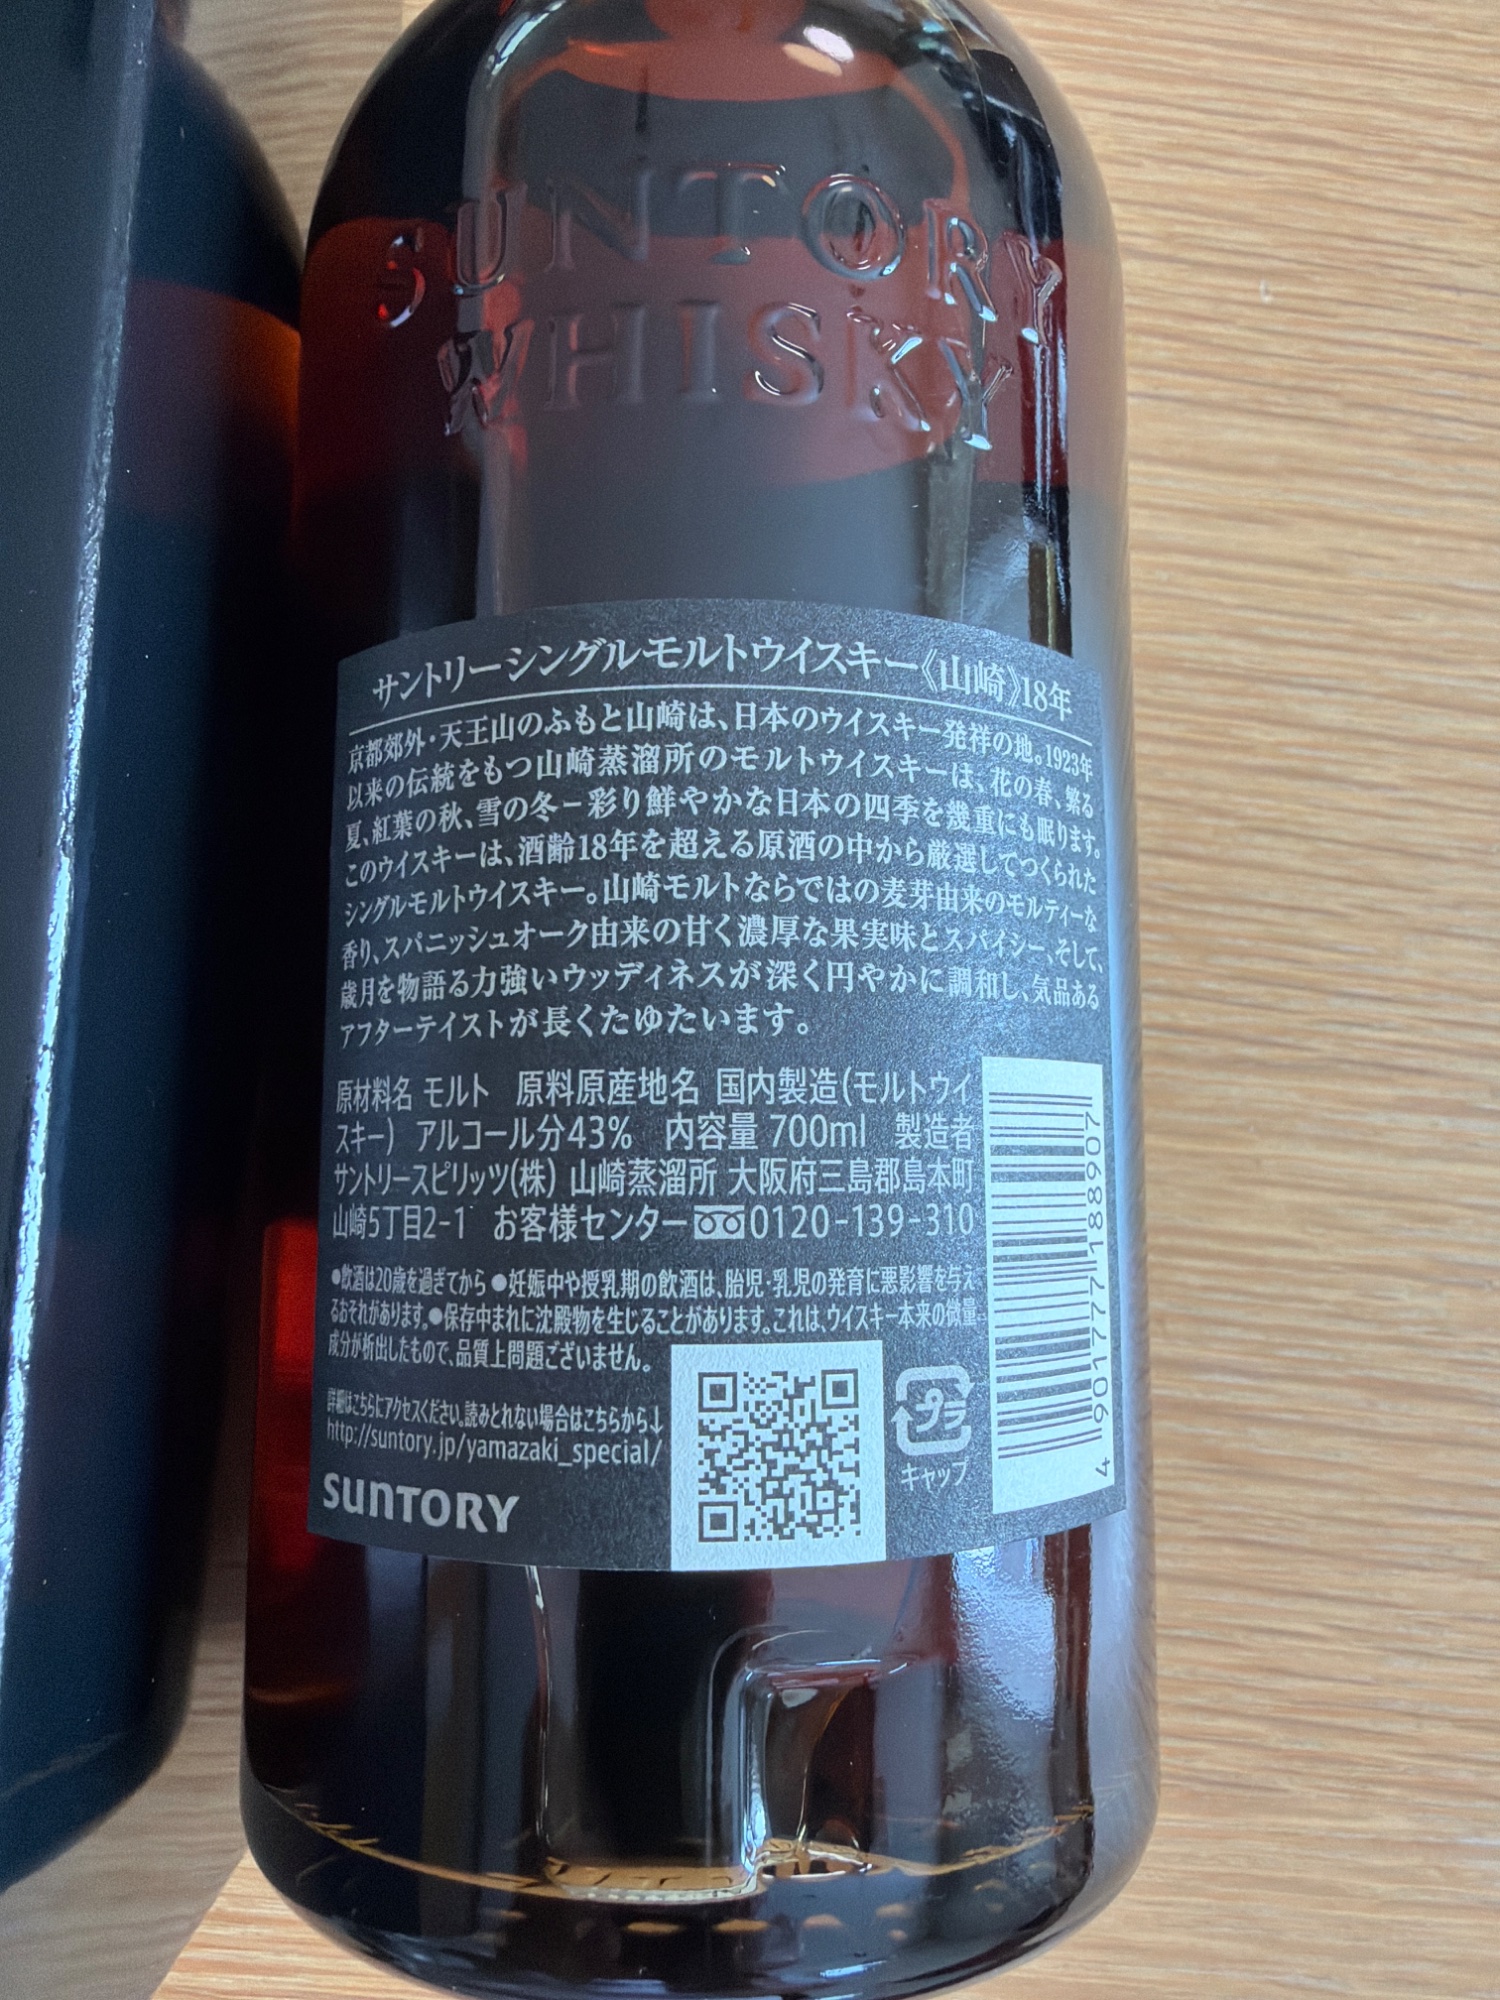 SUNTORY
WHISKY
サントリーシングルモルトウイスキー《山崎》18年
京都郊外・天王山のふもと山崎は、日本のウイスキー発祥の地。1923年
以来の伝統をもつ山崎蒸溜所のモルトウイスキーは、花の春、繁る
夏、紅葉の秋、雪の冬－彩り鮮やかな日本の四季を幾重にも眠ります。
このウイスキーは、酒齢18年を超える原酒の中から厳選してつくられた
シングルモルトウイスキー。山崎モルトならではの麦芽由来のモルティーな
香り、スパニッシュオーク由来の甘く濃厚な果実味とスパイシー、そして、
歳月を物語る力強いウッディネスが深く円やかに調和し、気品ある
アフターテイストが長くたゆたいます。
原材料名 モルト 原料原産地名 国内製造(モルトウイ
スキー) アルコール分43% 内容量 700ml 製造者
サントリースピリッツ(株) 山崎蒸溜所 大阪府三島郡島本町
山崎5丁目2-1 お客様センター 0120-139-310
●飲酒は20歳を過ぎてから ●妊娠中や授乳期の飲酒は、胎児・乳児の発育に悪影響を与え
るおそれがあります。●保存中まれに沈殿物を生じることがあります。これは、ウイスキー本来の微量
成分が析出したもので、品質上問題ございません。
詳細はこちらにアクセスください。読みとれない場合はこちらから↓
http://suntory.jp/yamazaki_special/
SUNTORY
プラ
キャップ
4 901777 188907